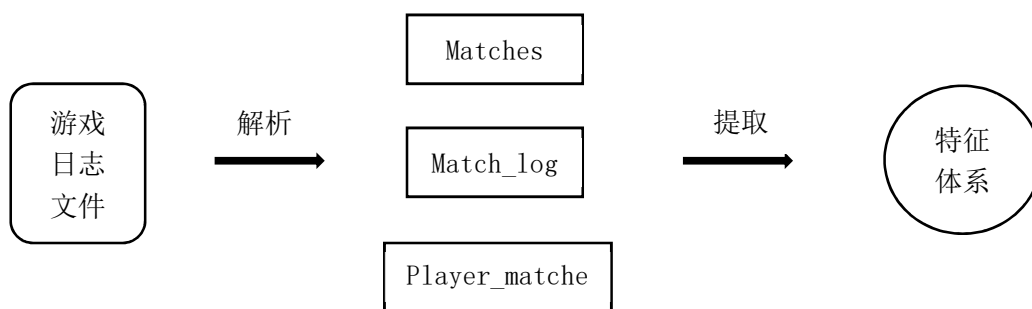 游戏
日志
文件
解析
Matches
Match_log
Player_matche
提取
特征
体系